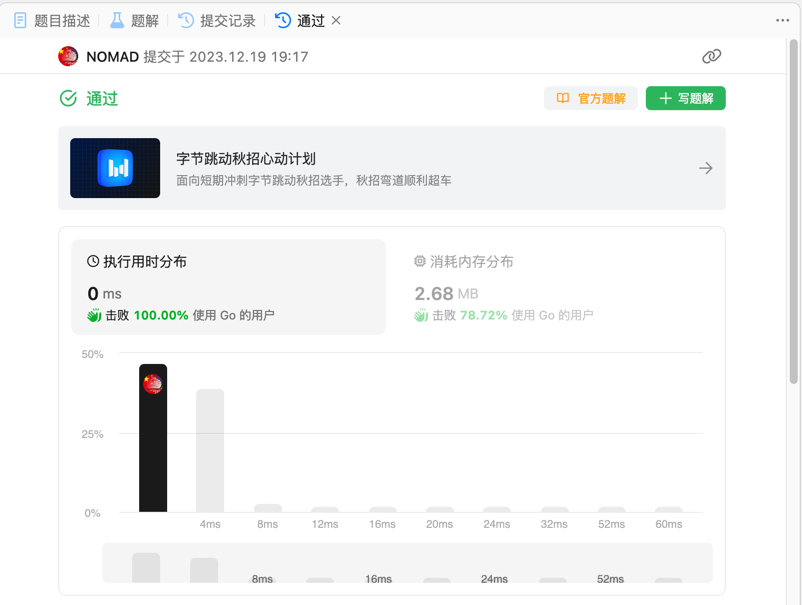 题目描述 题解 提交记录 通过
NOMAD 提交于 2023.12.19 19:17
通过 官方题解 写题解
字节跳动秋招心动计划
面向短期冲刺字节跳动秋招选手，秋招弯道顺利超车
执行用时分布 消耗内存分布
0 ms 2.68 MB
击败 100.00% 使用 Go 的用户 击败 78.72% 使用 Go 的用户
50%
25%
0%
4ms 8ms 12ms 16ms 20ms 24ms 32ms 52ms 60ms
8ms 16ms 24ms 52ms